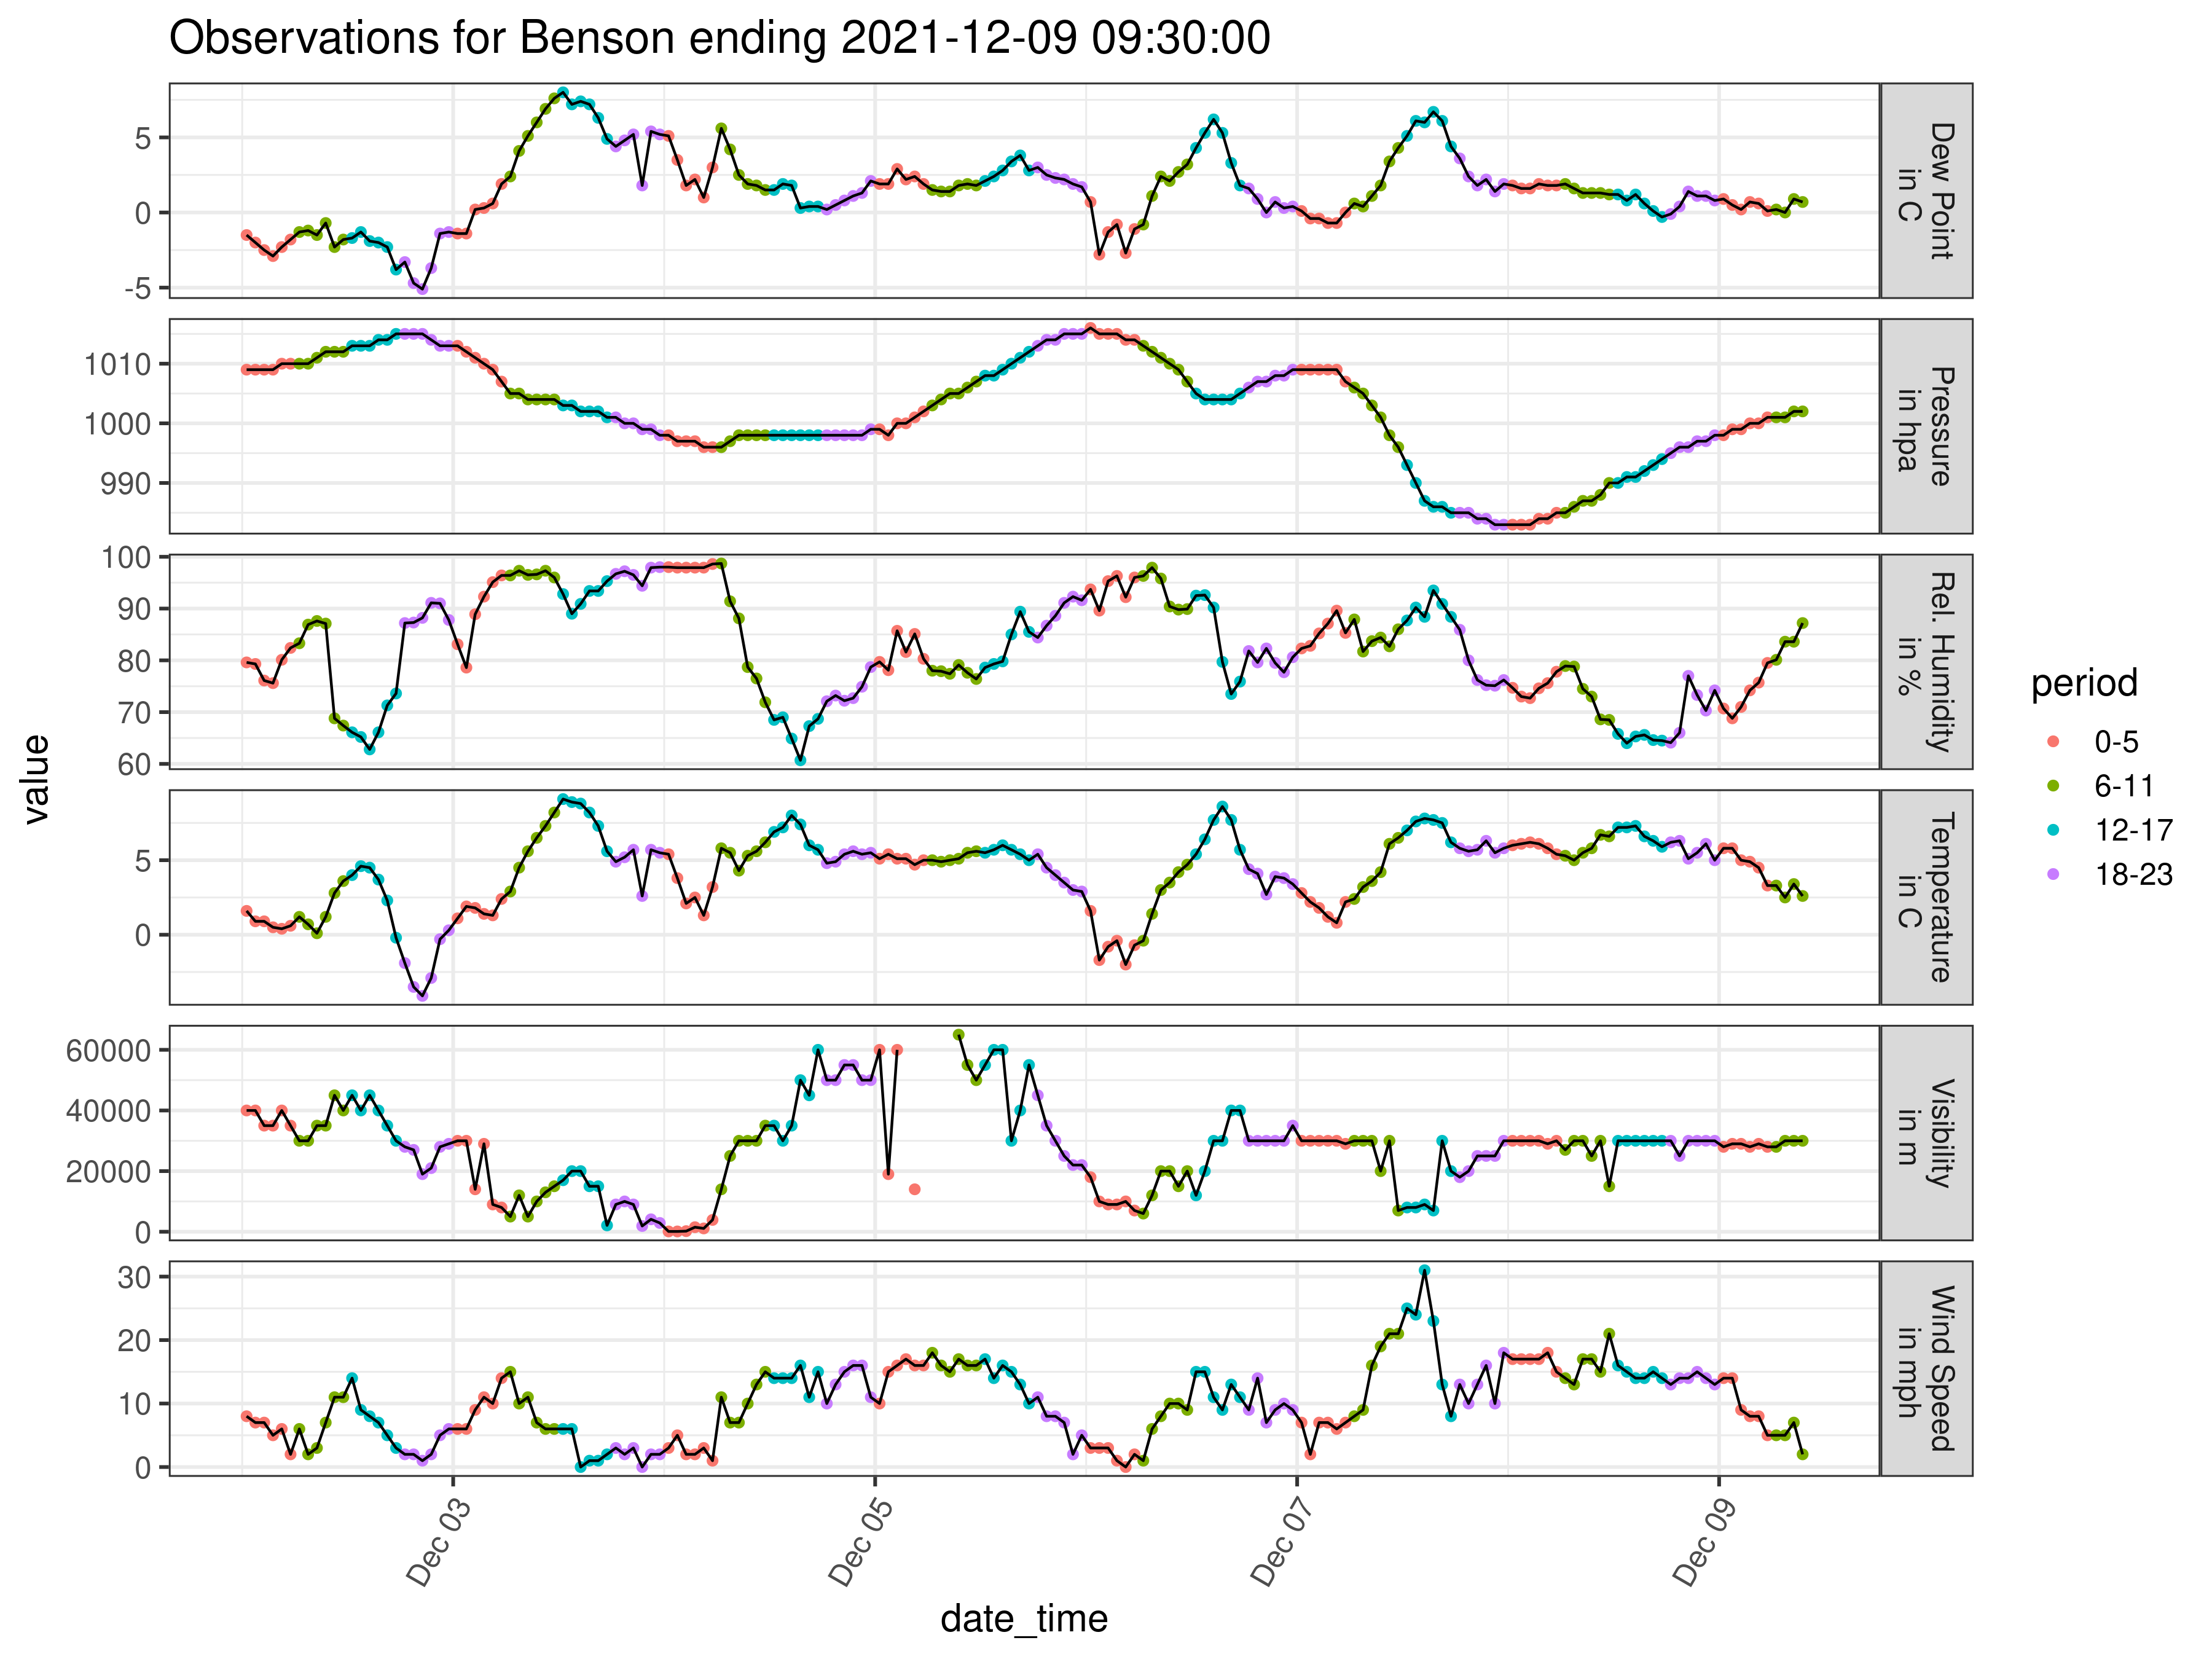 Observations for Benson ending 2021-12-09 09:30:00
5
0
-5
Dew Point
in C
1010
1000
990
Pressure
in hpa
100
90
80
70
60
Rel. Humidity
in %
5
0
Temperature
in C
60000
40000
20000
0
Visibility
in m
30
20
10
0
Wind Speed
in mph
value
Dec 03
Dec 05
Dec 07
Dec 09
date_time
period
0-5
6-11
12-17
18-23